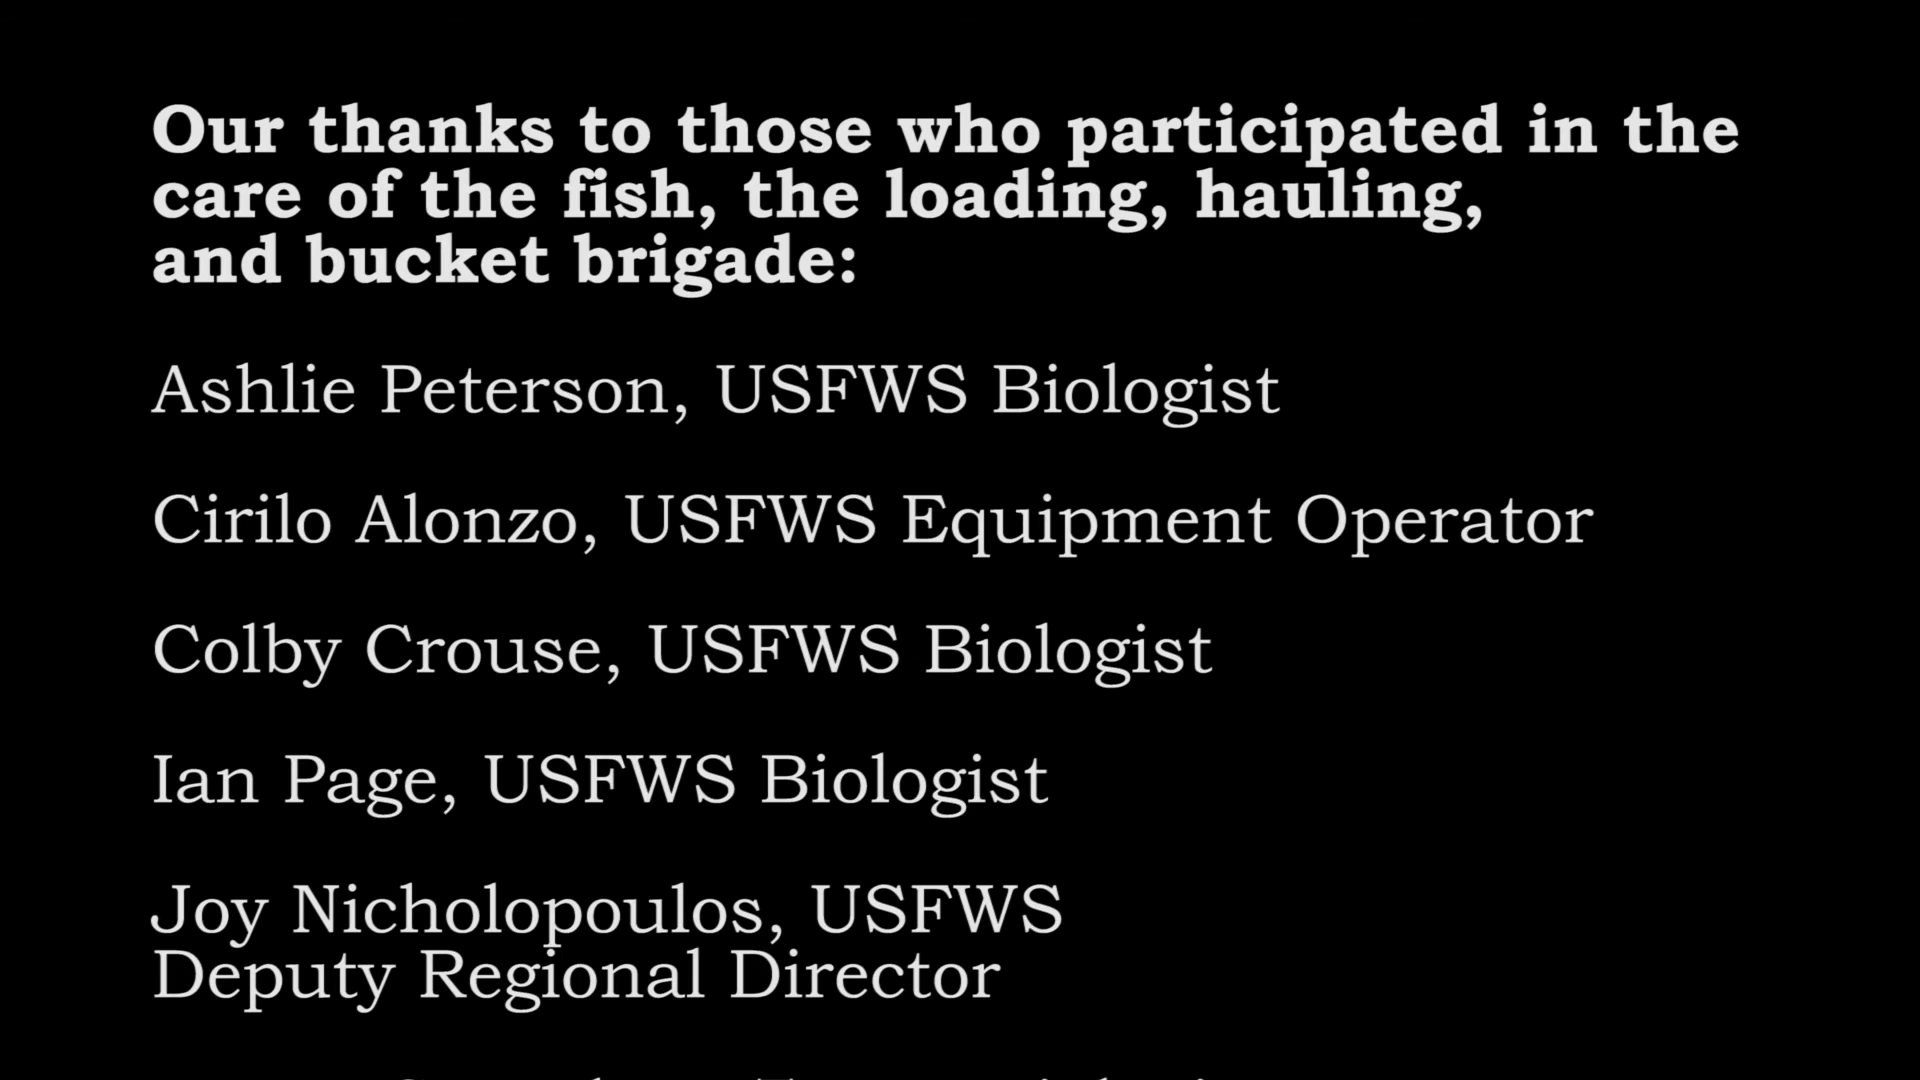 Our thanks to those who participated in the
care of the fish, the loading, hauling,
and bucket brigade:
Ashlie Peterson, USFWS Biologist
Cirilo Alonzo, USFWS Equipment Operator
Colby Crouse, USFWS Biologist
Ian Page, USFWS Biologist
Joy Nicholopoulos, USFWS
Deputy Regional Director